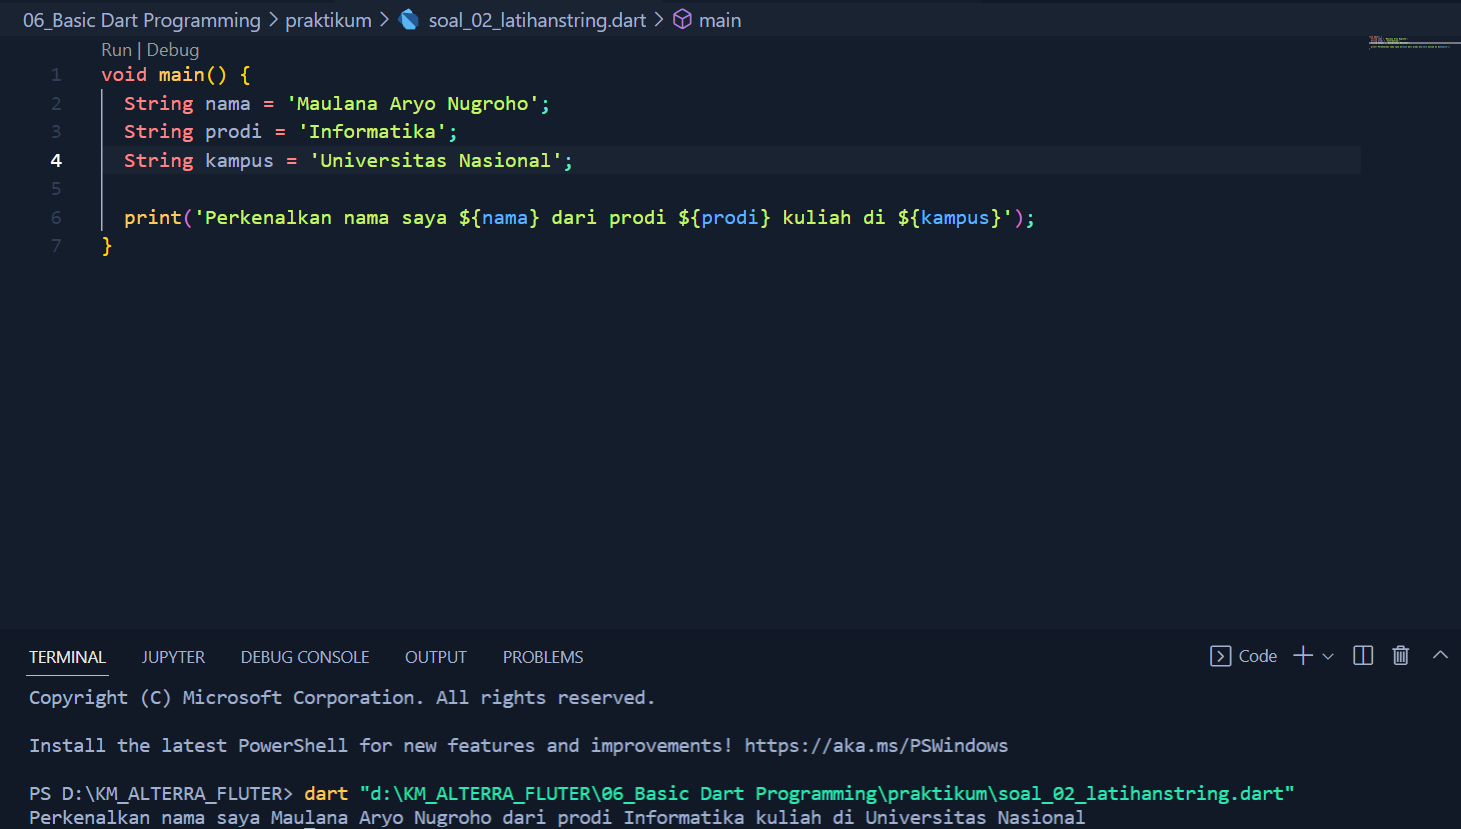 06_Basic Dart Programming > praktikum > soal_02_latihanstring.dart > main
Run | Debug
1 void main() {
2 String nama = 'Maulana Aryo Nugroho';
3 String prodi = 'Informatika';
4 String kampus = 'Universitas Nasional';
5
6 print('Perkenalkan nama saya ${nama} dari prodi ${prodi} kuliah di ${kampus}');
7 }
TERMINAL JUPYTER DEBUG CONSOLE OUTPUT PROBLEMS Code
Copyright (C) Microsoft Corporation. All rights reserved.
Install the latest PowerShell for new features and improvements! https://aka.ms/PSWindows
PS D:\KM_ALTERRA_FLUTER> dart "d:\KM_ALTERRA_FLUTER\06_Basic Dart Programming\praktikum\soal_02_latihanstring.dart"
Perkenalkan nama saya Maulana Aryo Nugroho dari prodi Informatika kuliah di Universitas Nasional